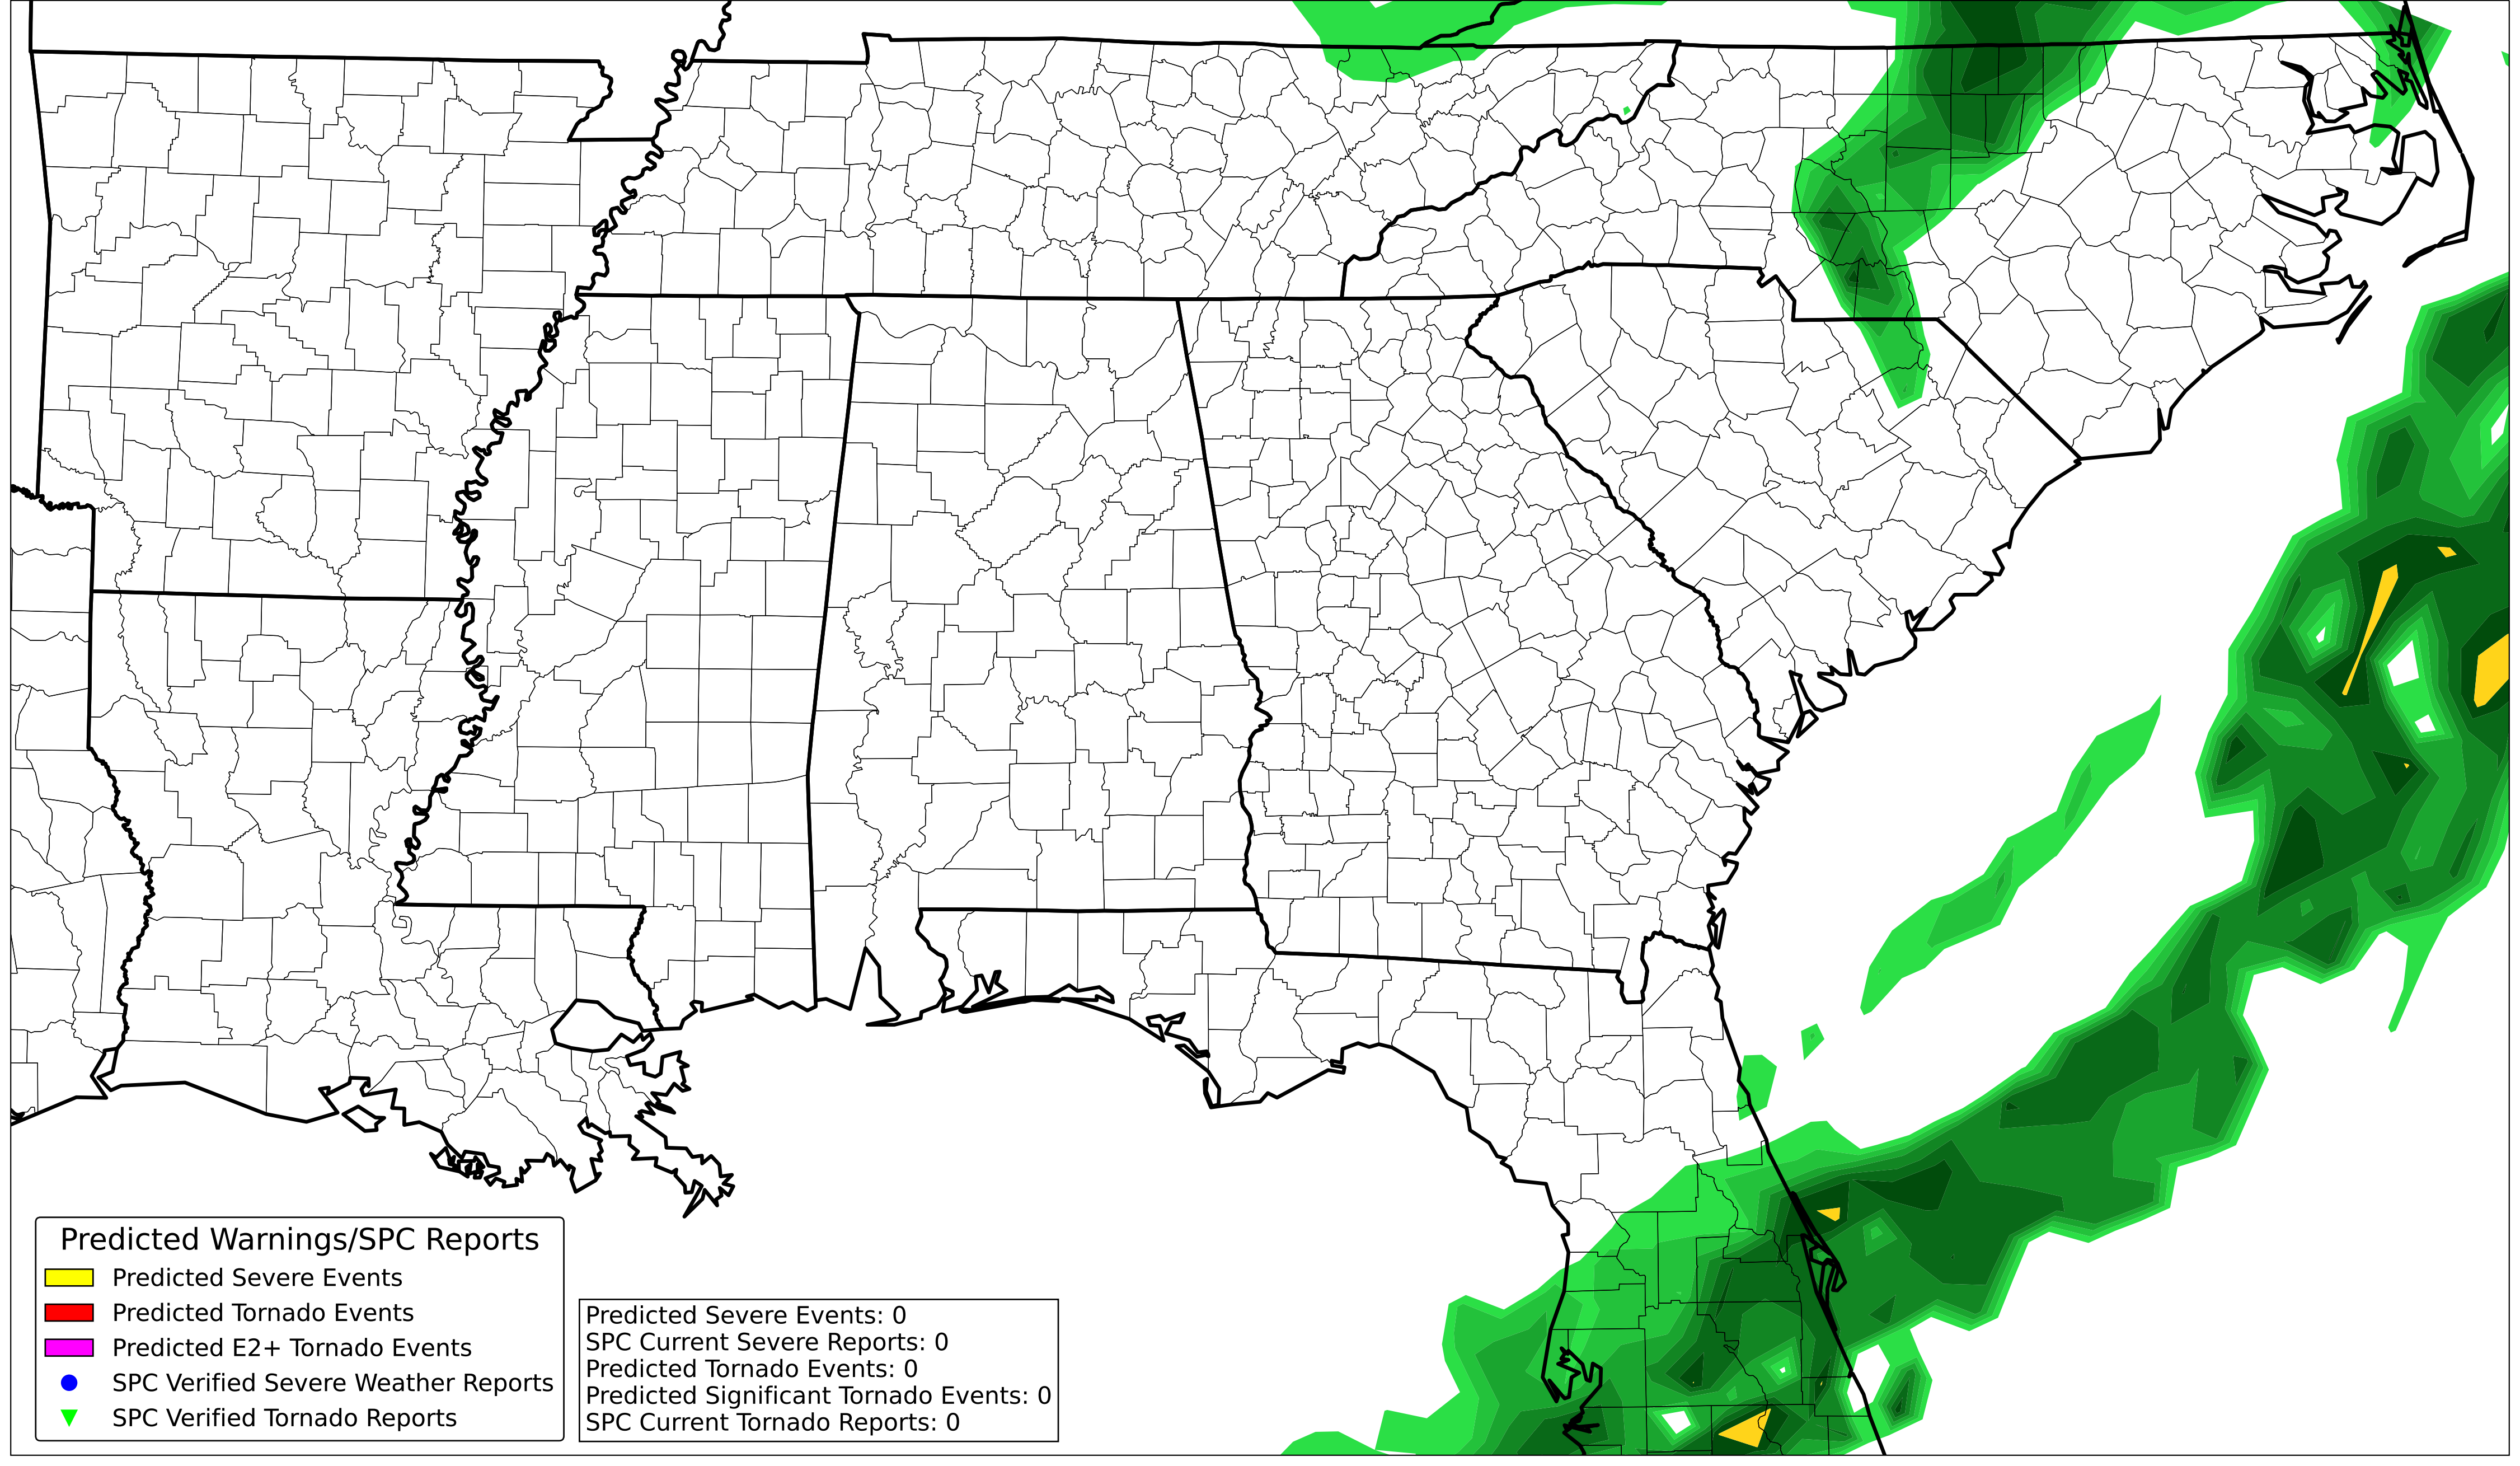 Predicted Warnings/SPC Reports
Predicted Severe Events
Predicted Tornado Events
Predicted E2+ Tornado Events
SPC Verified Severe Weather Reports
SPC Verified Tornado Reports
Predicted Severe Events: 0
SPC Current Severe Reports: 0
Predicted Tornado Events: 0
Predicted Significant Tornado Events: 0
SPC Current Tornado Reports: 0